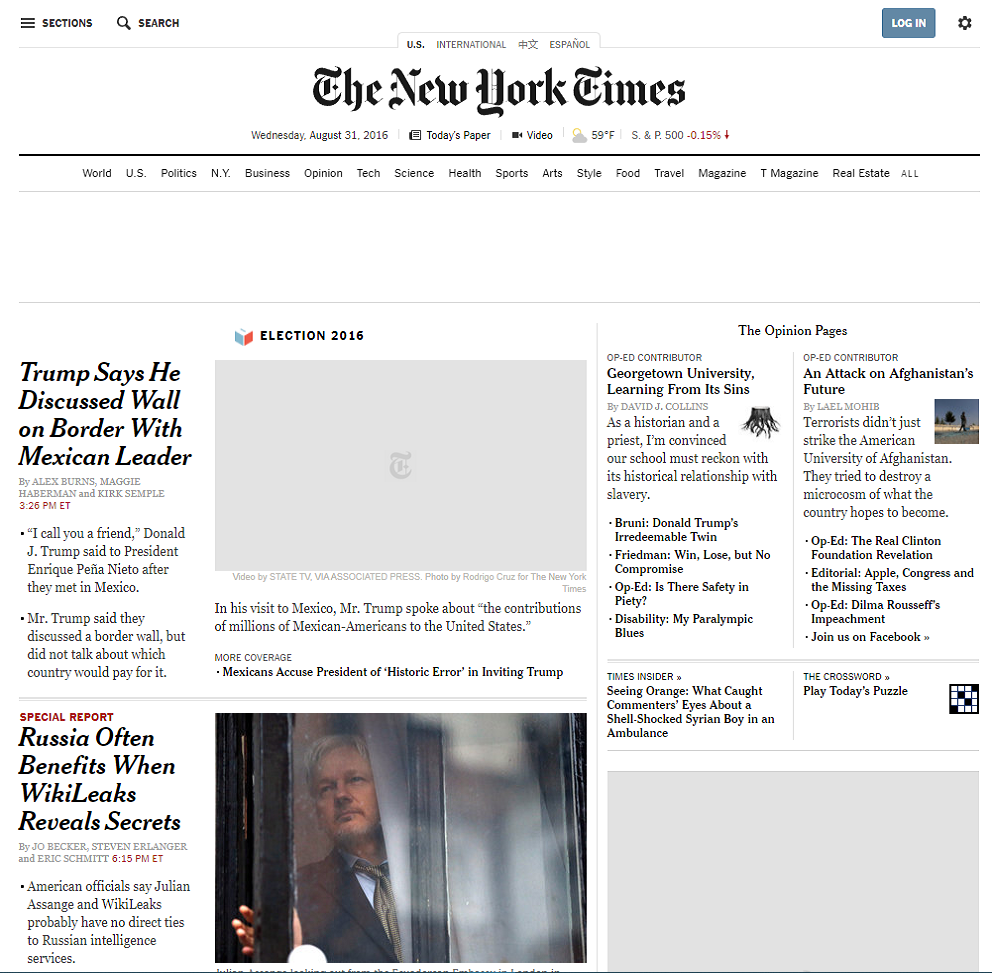 SECTIONS
SEARCH
LOG IN
U.S. INTERNATIONAL 中文 ESPAÑOL
The New York Times
Wednesday, August 31, 2016
Today's Paper
Video
59°F
S. & P. 500 -0.15%
World U.S. Politics N.Y. Business Opinion Tech Science Health Sports Arts Style Food Travel Magazine T Magazine Real Estate ALL
ELECTION 2016
Trump Says He
Discussed Wall
on Border With
Mexican Leader
By ALEX BURNS, MAGGIE
HABERMAN and KIRK SEMPLE
3:26 PM ET
• “I call you a friend,” Donald
J. Trump said to President
Enrique Peña Nieto after
they met in Mexico.
• Mr. Trump said they
discussed a border wall, but
did not talk about which
country would pay for it.
T
Video by STATE TV, VIA ASSOCIATED PRESS. Photo by Rodrigo Cruz for The New York
Times
In his visit to Mexico, Mr. Trump spoke about “the contributions
of millions of Mexican-Americans to the United States.”
MORE COVERAGE
• Mexicans Accuse President of ‘Historic Error’ in Inviting Trump
SPECIAL REPORT
Russia Often
Benefits When
WikiLeaks
Reveals Secrets
By JO BECKER, STEVEN ERLANGER
and ERIC SCHMITT 6:15 PM ET
• American officials say Julian
Assange and WikiLeaks
probably have no direct ties
to Russian intelligence
services.
Julian Assange looking out from the Ecuadorean Embassy in London in
The Opinion Pages
OP-ED CONTRIBUTOR
Georgetown University,
Learning From Its Sins
By DAVID J. COLLINS
As a historian and a
priest, I’m convinced
our school must reckon with
its historical relationship with
slavery.
• Bruni: Donald Trump’s
Irredeemable Twin
• Friedman: Win, Lose, but No
Compromise
• Op-Ed: Is There Safety in
Piety?
• Disability: My Paralympic
Blues
OP-ED CONTRIBUTOR
An Attack on Afghanistan’s
Future
By LAEL MOHIB
Terrorists didn’t just
strike the American
University of Afghanistan.
They tried to destroy a
microcosm of what the
country hopes to become.
• Op-Ed: The Real Clinton
Foundation Revelation
• Editorial: Apple, Congress and
the Missing Taxes
• Op-Ed: Dilma Rousseff’s
Impeachment
• Join us on Facebook »
TIMES INSIDER »
Seeing Orange: What Caught
Commenters’ Eyes About a
Shell-Shocked Syrian Boy in an
Ambulance
THE CROSSWORD »
Play Today’s Puzzle